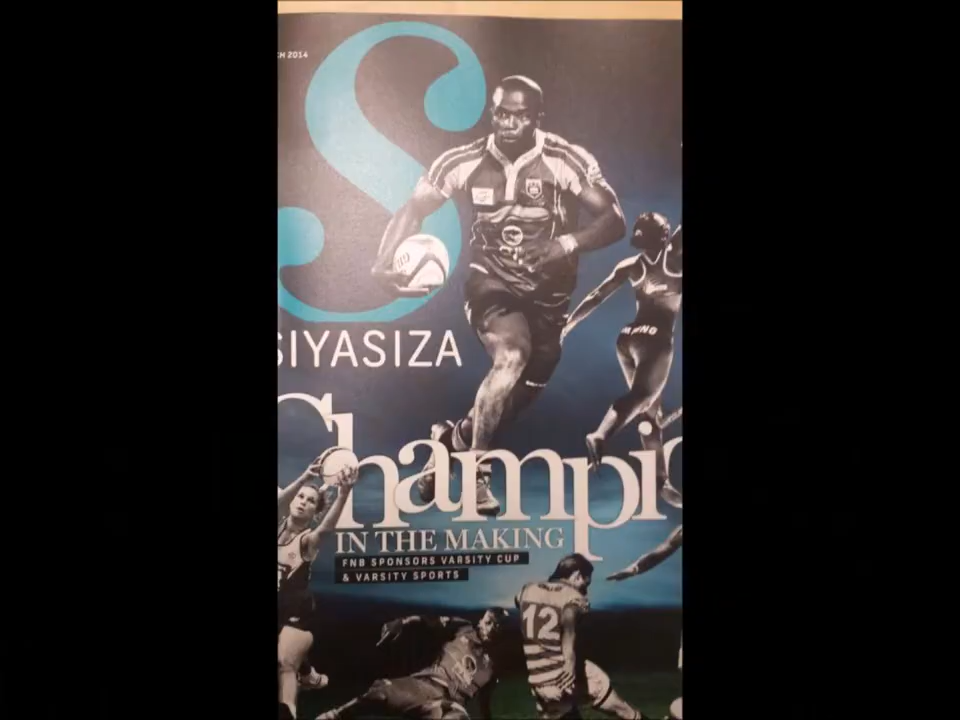 CH 2014
S
SIYASIZA
Champi
IN THE MAKING
FNB SPONSORS VARSITY CUP
& VARSITY SPORTS
12